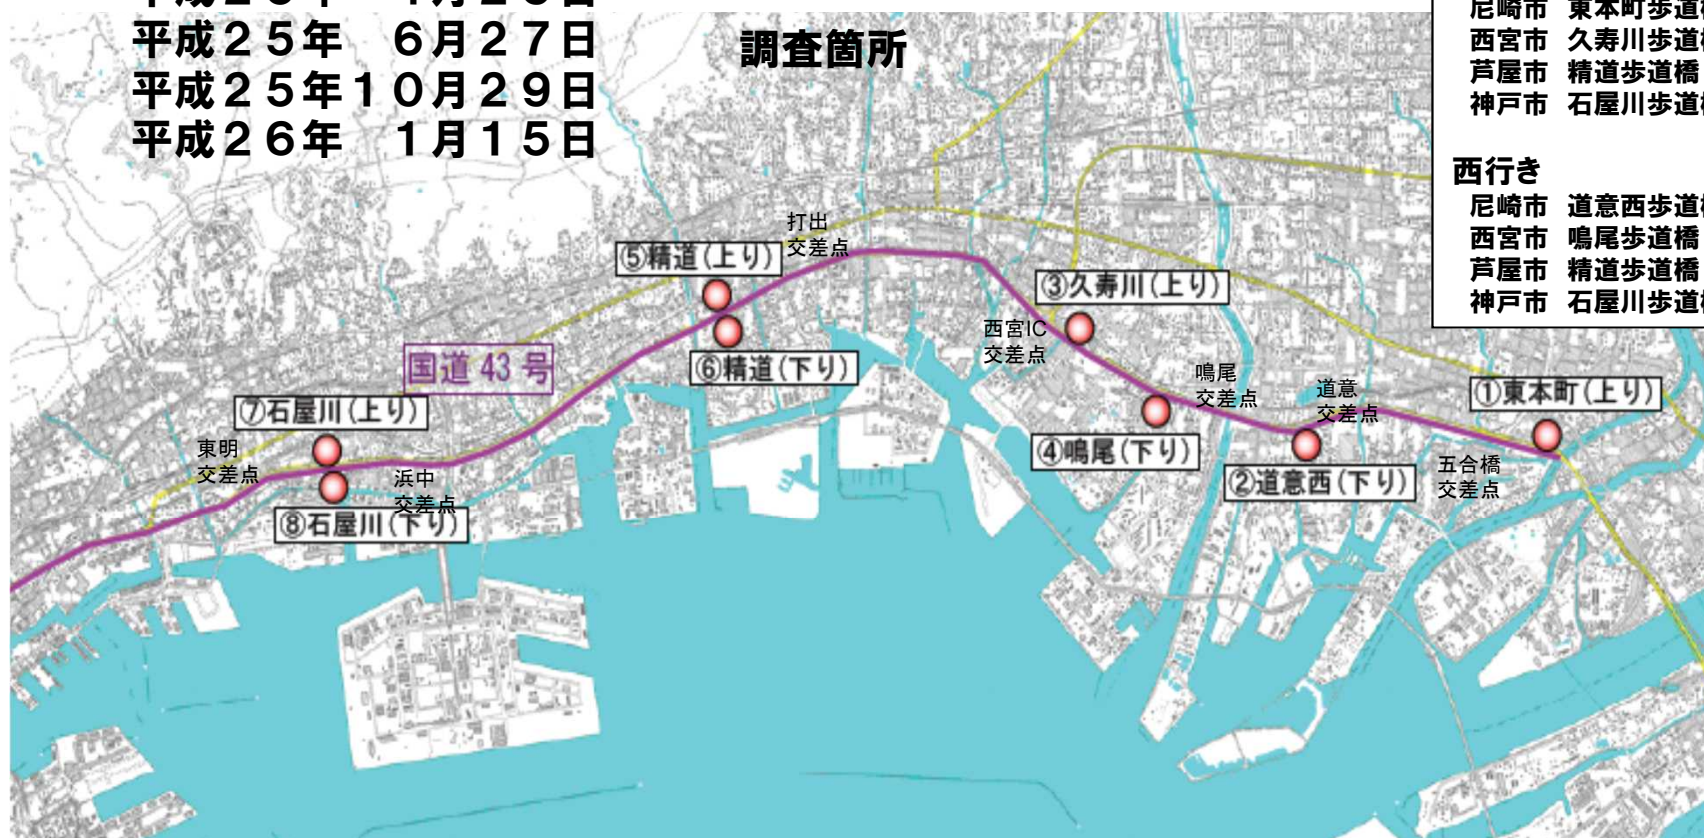 平成２５年　６月２７日
平成２５年１０月２９日
平成２６年　１月１５日
調査箇所
尼崎市 東本町歩道橋
西宮市 久寿川歩道橋
芦屋市 精道歩道橋
神戸市 石屋川歩道橋
西行き
尼崎市 道意西歩道橋
西宮市 鳴尾歩道橋
芦屋市 精道歩道橋
神戸市 石屋川歩道橋
打出
交差点
⑤精道(上り)
③久寿川(上り)
西宮IC
交差点
⑥精道(下り)
国道 43 号
鳴尾
交差点
道意
交差点
①東本町(上り)
⑦石屋川(上り)
東明
交差点
④鳴尾(下り)
②道意西(下り)
五合橋
交差点
浜中
交差点
⑧石屋川(下り)